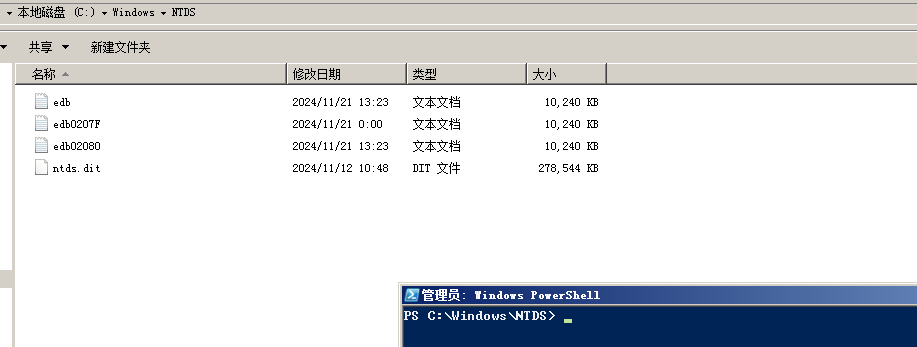 本地磁盘 (C:) Windows NTDS
共享 新建文件夹
名称 修改日期 类型 大小
edb 2024/11/21 13:23 文本文档 10,240 KB
edb0207F 2024/11/21 0:00 文本文档 10,240 KB
edb02080 2024/11/21 13:23 文本文档 10,240 KB
ntds.dit 2024/11/12 10:48 DIT 文件 278,544 KB
管理员: Windows PowerShell
PS C:\Windows\NTDS>